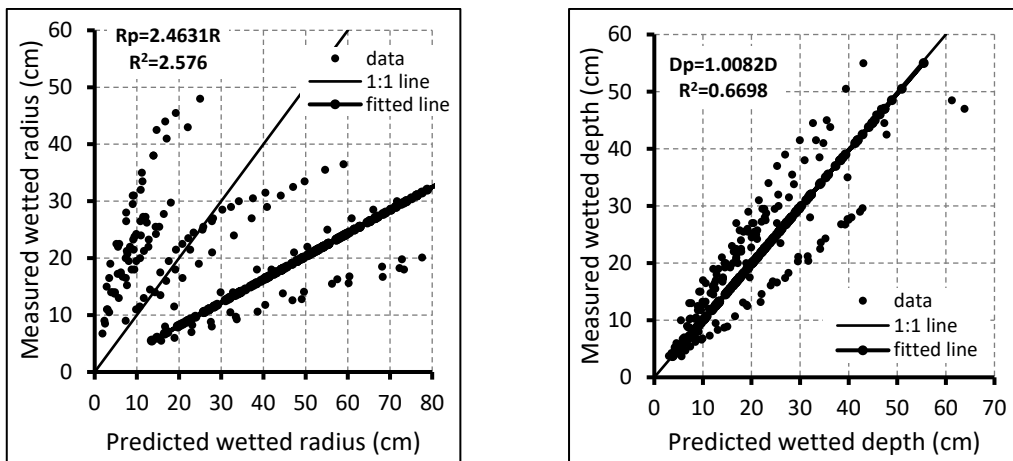 Rp=2.4631R
R²=2.576
data
1:1 line
fitted line
Measured wetted radius (cm)
60
50
40
30
20
10
0
0 10 20 30 40 50 60 70 80
Predicted wetted radius (cm)
Dp=1.0082D
R²=0.6698
data
1:1 line
fitted line
Measured wetted depth (cm)
60
50
40
30
20
10
0
0 10 20 30 40 50 60 70
Predicted wetted depth (cm)